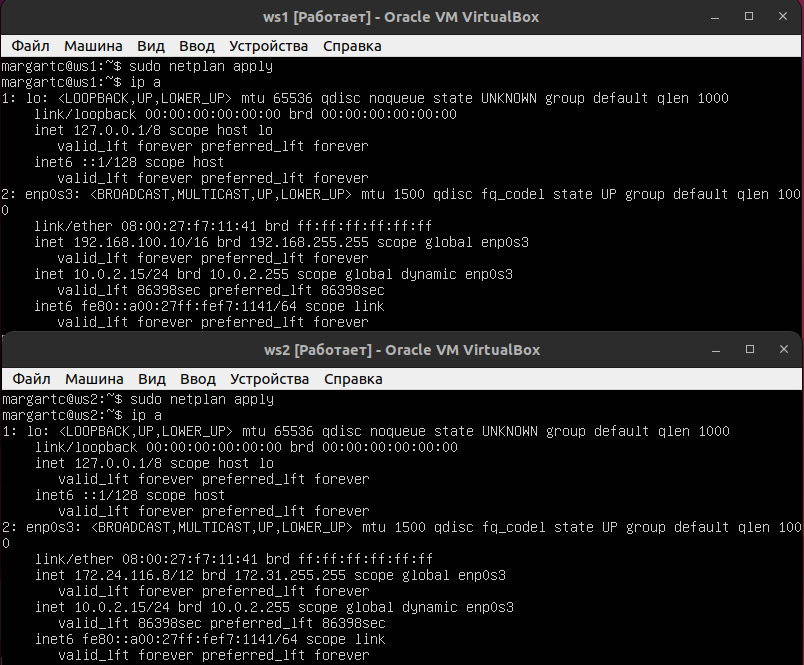 ws1 [Работает] - Oracle VM VirtualBox
Файл Машина Вид Ввод Устройства Справка
margartc@ws1:~$ sudo netplan apply
margartc@ws1:~$ ip a
1: lo: <LOOPBACK,UP,LOWER_UP> mtu 65536 qdisc noqueue state UNKNOWN group default qlen 1000
link/loopback 00:00:00:00:00:00 brd 00:00:00:00:00:00
inet 127.0.0.1/8 scope host lo
valid_lft forever preferred_lft forever
inet6 ::1/128 scope host
valid_lft forever preferred_lft forever
2: enp0s3: <BROADCAST,MULTICAST,UP,LOWER_UP> mtu 1500 qdisc fq_codel state UP group default qlen 100
0
link/ether 08:00:27:f7:11:41 brd ff:ff:ff:ff:ff:ff
inet 192.168.100.10/16 brd 192.168.255.255 scope global enp0s3
valid_lft forever preferred_lft forever
inet 10.0.2.15/24 brd 10.0.2.255 scope global dynamic enp0s3
valid_lft 86398sec preferred_lft 86398sec
inet6 fe80::a00:27ff:fef7:1141/64 scope link
valid_lft forever preferred_lft forever
ws2 [Работает] - Oracle VM VirtualBox
Файл Машина Вид Ввод Устройства Справка
margartc@ws2:~$ sudo netplan apply
margartc@ws2:~$ ip a
1: lo: <LOOPBACK,UP,LOWER_UP> mtu 65536 qdisc noqueue state UNKNOWN group default qlen 1000
link/loopback 00:00:00:00:00:00 brd 00:00:00:00:00:00
inet 127.0.0.1/8 scope host lo
valid_lft forever preferred_lft forever
inet6 ::1/128 scope host
valid_lft forever preferred_lft forever
2: enp0s3: <BROADCAST,MULTICAST,UP,LOWER_UP> mtu 1500 qdisc fq_codel state UP group default qlen 100
0
link/ether 08:00:27:f7:11:41 brd ff:ff:ff:ff:ff:ff
inet 172.24.116.8/12 brd 172.31.255.255 scope global enp0s3
valid_lft forever preferred_lft forever
inet 10.0.2.15/24 brd 10.0.2.255 scope global dynamic enp0s3
valid_lft 86398sec preferred_lft 86398sec
inet6 fe80::a00:27ff:fef7:1141/64 scope link
valid_lft forever preferred_lft forever